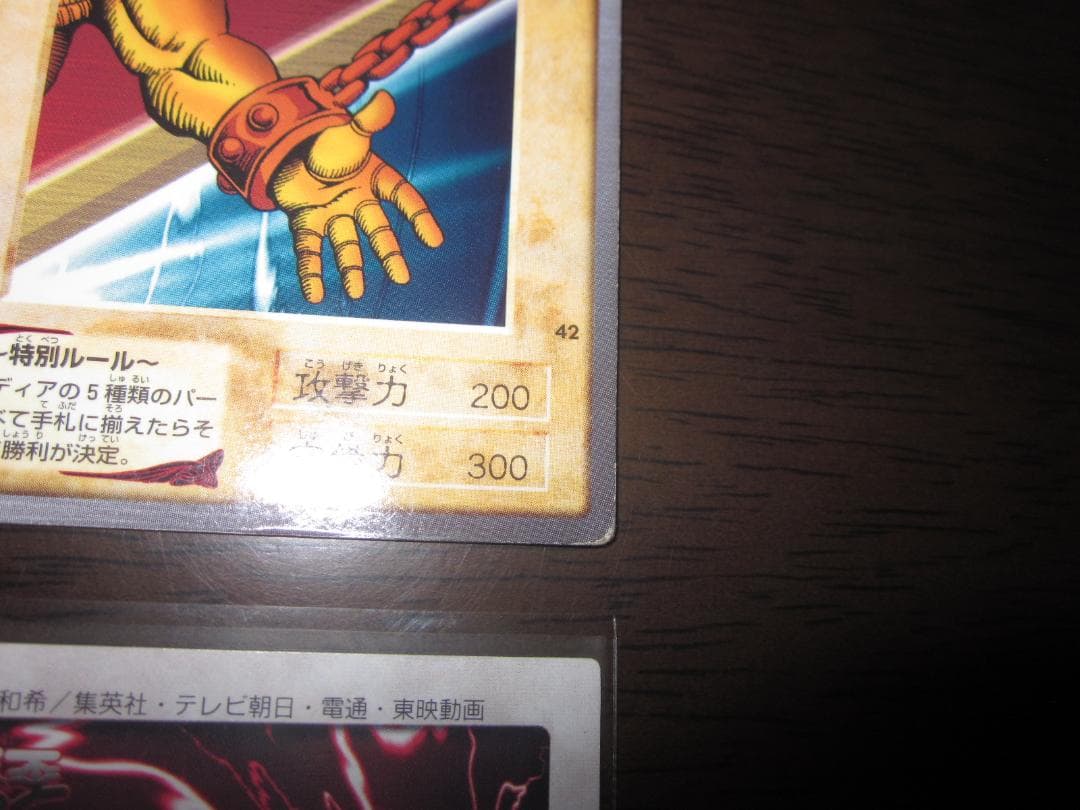 42
～特別ルール～
ディアの5種類のパー
べて手札に揃えたらそ
勝利が決定。
攻撃力 200
力 300
和希／集英社・テレビ朝日・電通・東映動画